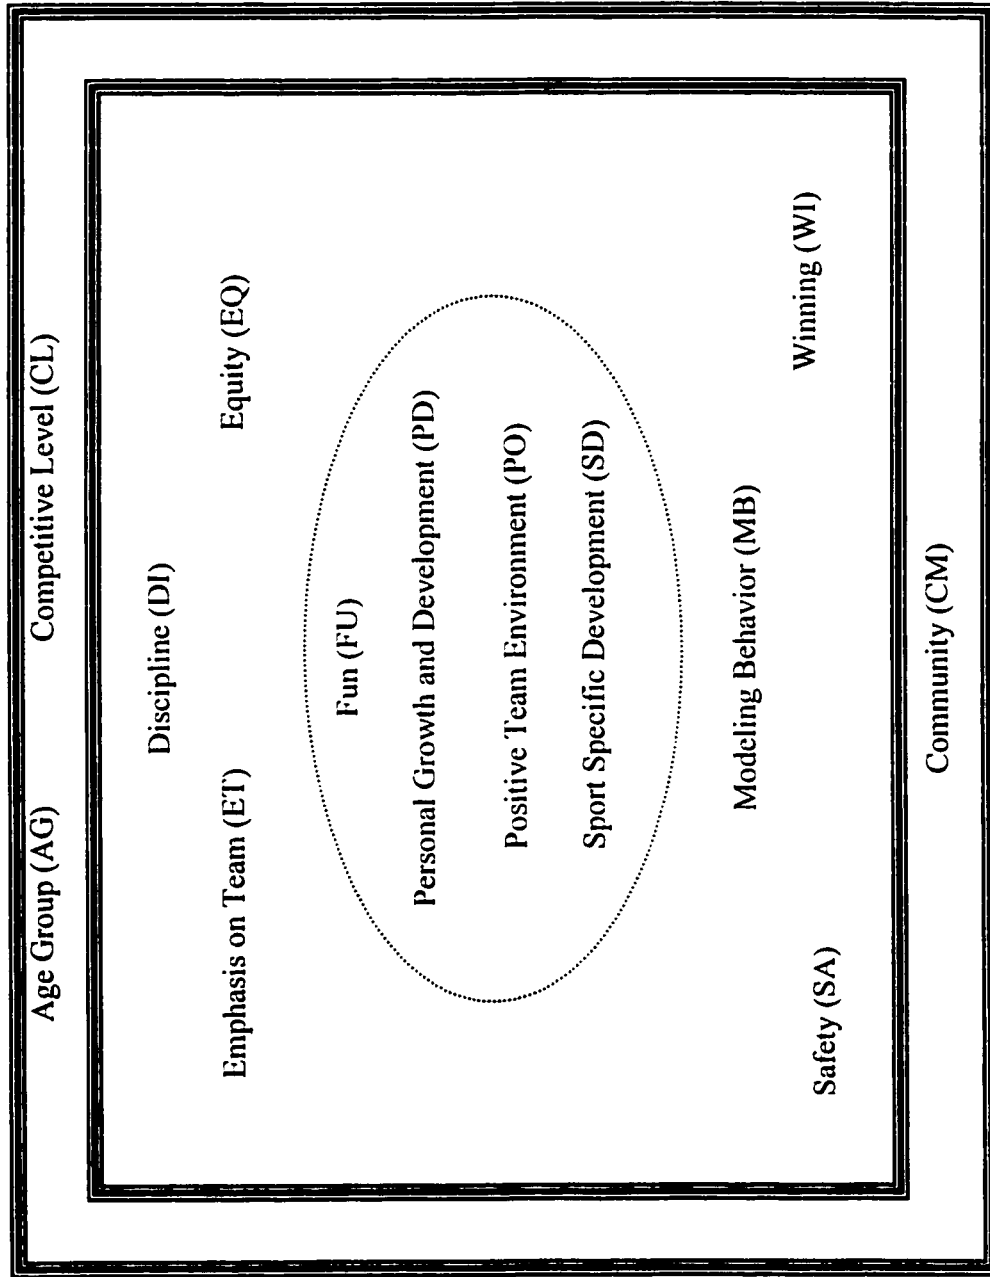 Age Group (AG) Competitive Level (CL)
Discipline (DI)
Emphasis on Team (ET) Equity (EQ)
Fun (FU)
Personal Growth and Development (PD)
Positive Team Environment (PO)
Sport Specific Development (SD)
Modeling Behavior (MB)
Safety (SA) Winning (WI)
Community (CM)